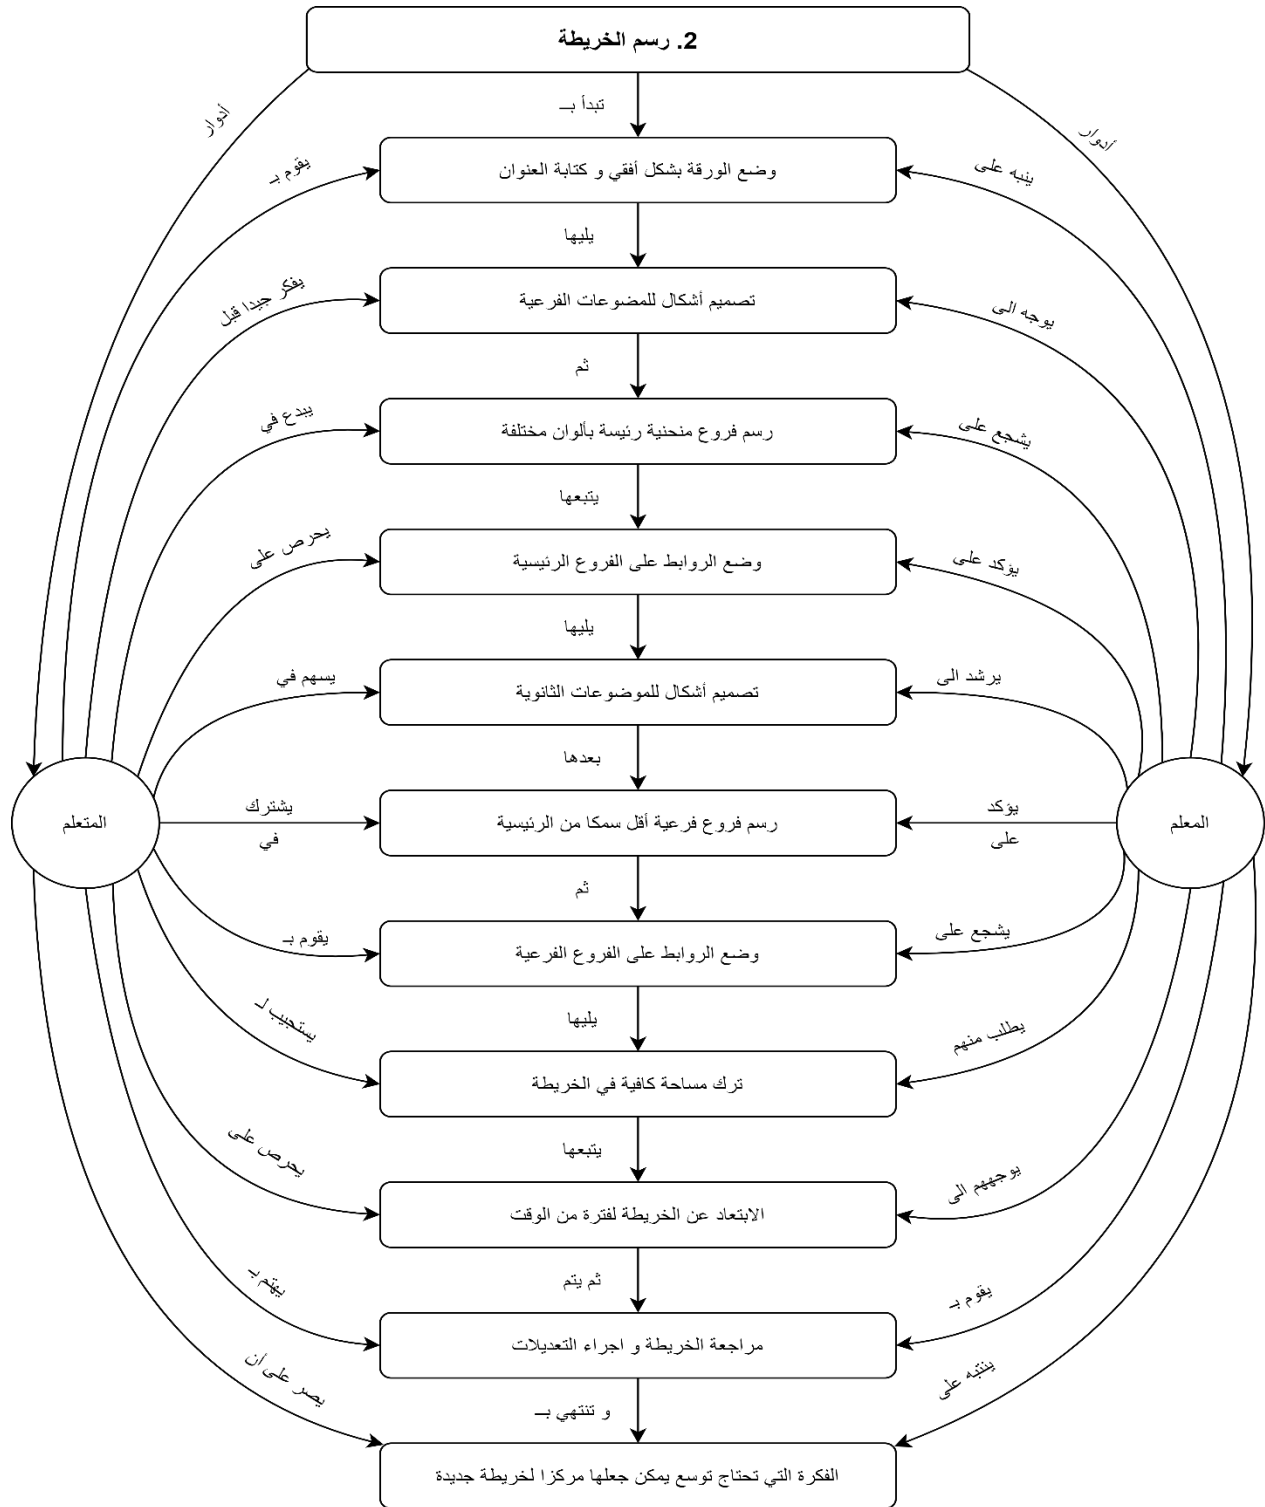 2. رسم الخريطة
أدوار
تبدأ بــ
أدوار
ينبه على
وضع الورقة بشكل أفقي و كتابة العنوان
يقوم بـ
يليها
يوجه الى
تصميم أشكال للمضوعات الفرعية
يفكر جيدا قبل
ثم
يشجع على
رسم فروع منحنية رئيسة بألوان مختلفة
يبدع في
يتبعها
يؤكد على
وضع الروابط على الفروع الرئيسية
يحرص على
يليها
يرشد الى
تصميم أشكال للموضوعات الثانوية
يسهم في
بعدها
المعلم
يؤكد
على
رسم فروع فرعية أقل سمكا من الرئيسية
يشترك
في
المتعلم
ثم
يشجع على
وضع الروابط على الفروع الفرعية
يقوم بـ
يليها
يطلب منهم
ترك مساحة كافية في الخريطة
يستجيب لـ
يتبعها
يوجههم الى
الابتعاد عن الخريطة لفترة من الوقت
يحرص على
ثم يتم
يقوم بـ
مراجعة الخريطة و اجراء التعديلات
يهتم بـ
و تنتهي بــ
ينتبه على
الفكرة التي تحتاج توسع يمكن جعلها مركزا لخريطة جديدة
يصر على أن